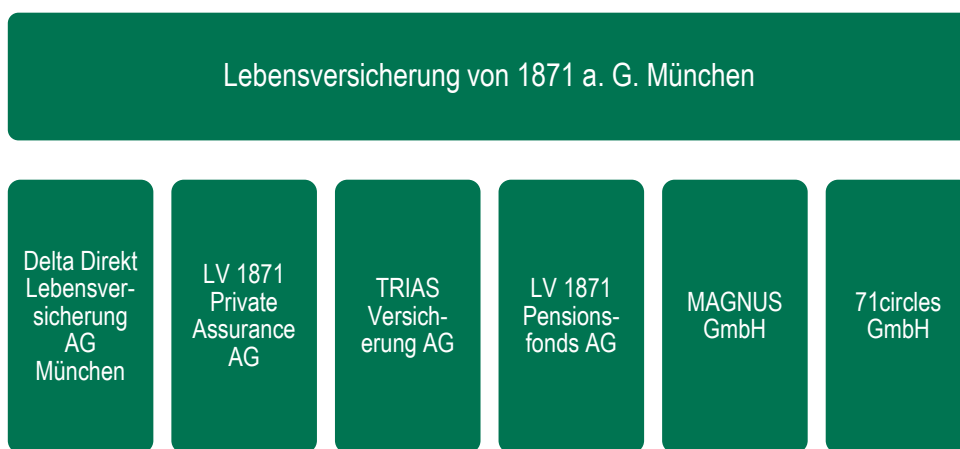 Lebensversicherung von 1871 a. G. München
Delta Direkt
Lebensver-
sicherung
AG
München
LV 1871
Private
Assurance
AG
TRIAS
Versich-
erung AG
LV 1871
Pensions-
fonds AG
MAGNUS
GmbH
71circles
GmbH